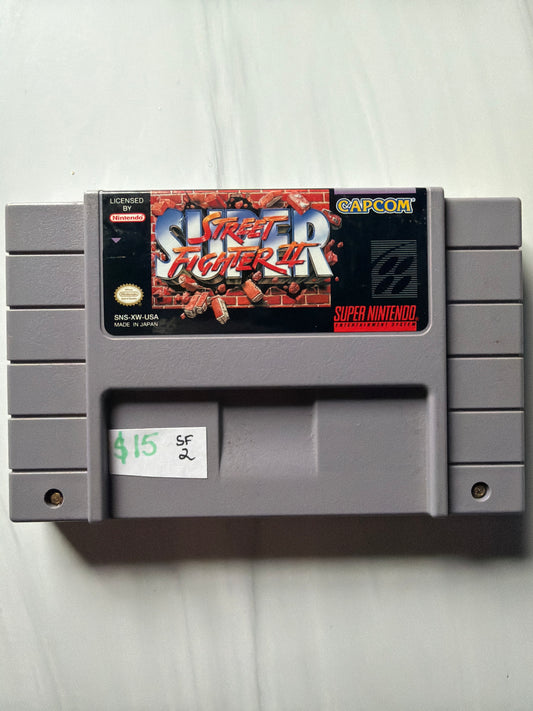 LICENSED
BY
Nintendo
SUPER
STREET
FIGHTER II
CAPCOM
SNS-XW-USA
MADE IN JAPAN
SUPER NINTENDO
ENTERTAINMENT SYSTEM
$15 SF
2